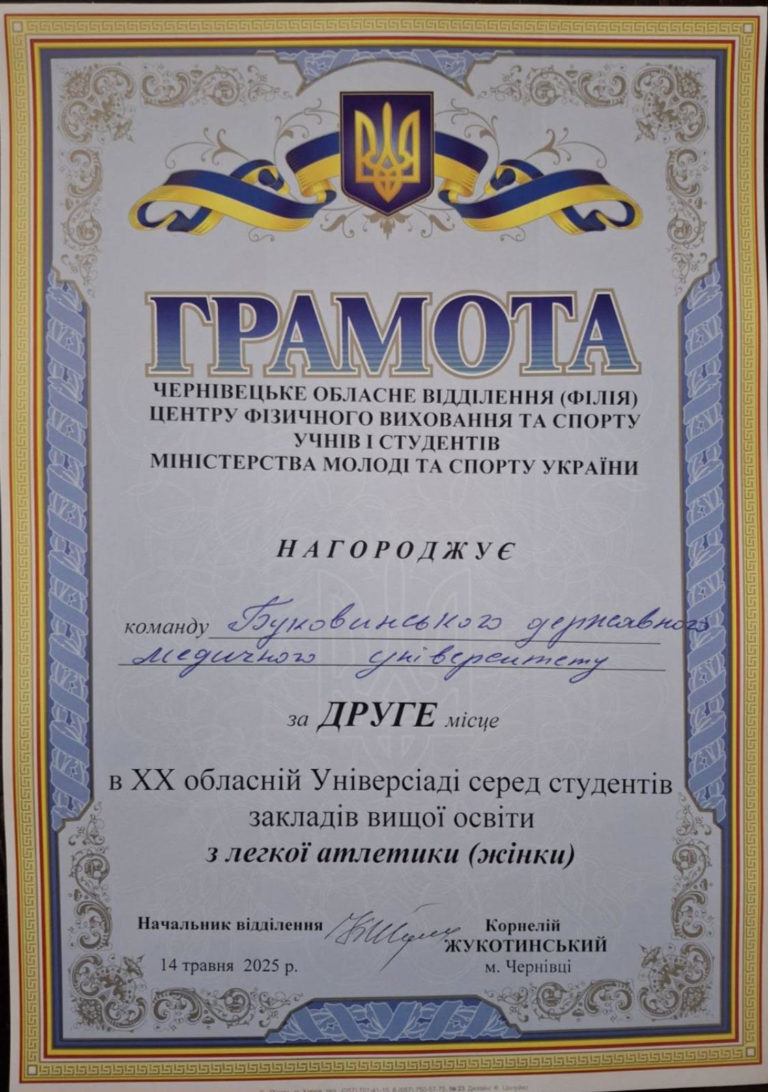 ГРАМОТА
ЧЕРНІВЕЦЬКЕ ОБЛАСНЕ ВІДДІЛЕННЯ (ФІЛІЯ)
ЦЕНТРУ ФІЗИЧНОГО ВИХОВАННЯ ТА СПОРТУ
УЧНІВ І СТУДЕНТІВ
МІНІСТЕРСТВА МОЛОДІ ТА СПОРТУ УКРАЇНИ
НАГОРОДЖУЄ
команду Буковинського державного
медичного університету
за ДРУГЕ місце
в XX обласній Універсіаді серед студентів
закладів вищої освіти
з легкої атлетики (жінки)
Начальник відділення Корнелій
ЖУКОТИНСЬКИЙ
14 травня 2025 р. м. Чернівці